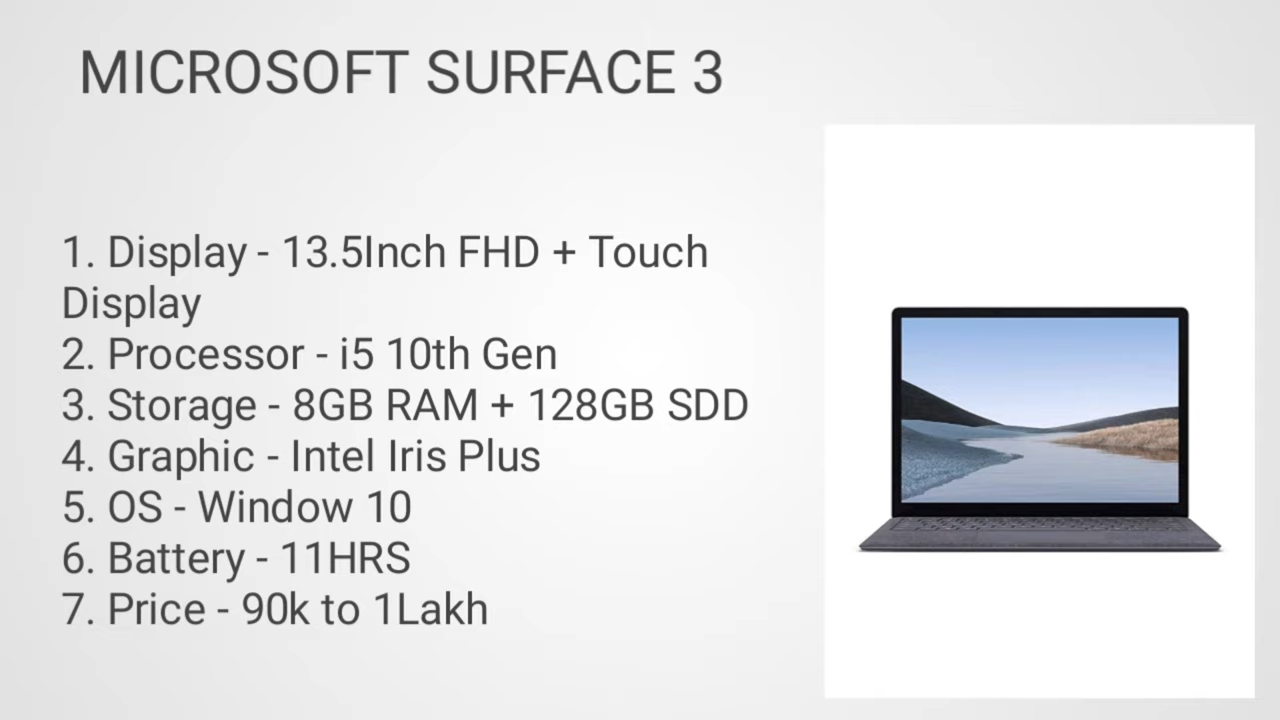 MICROSOFT SURFACE 3
1. Display - 13.5Inch FHD + Touch
Display
2. Processor - i5 10th Gen
3. Storage - 8GB RAM + 128GB SDD
4. Graphic - Intel Iris Plus
5. OS - Window 10
6. Battery - 11HRS
7. Price - 90k to 1Lakh